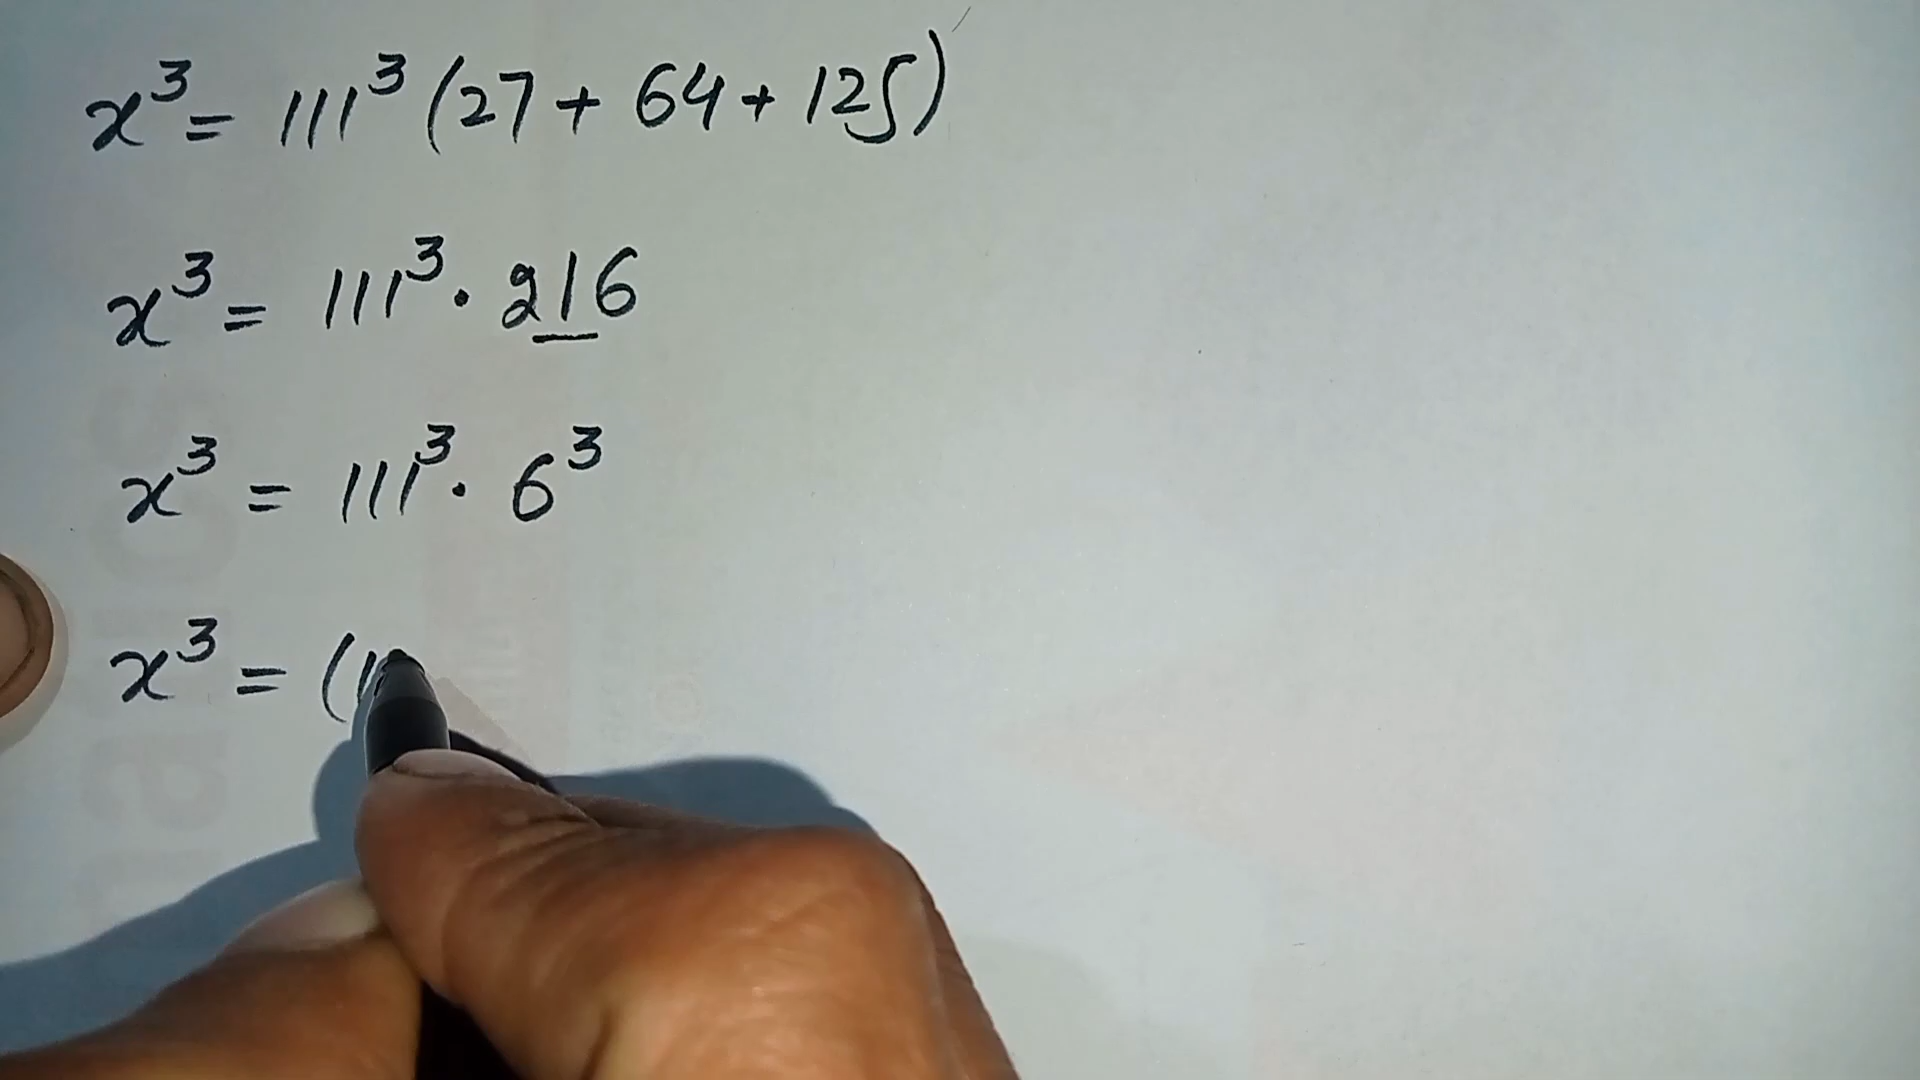 x³ = 111³ (27 + 64 + 125)
x³ = 111³ · 216
x³ = 111³ · 6³
x³ = (1